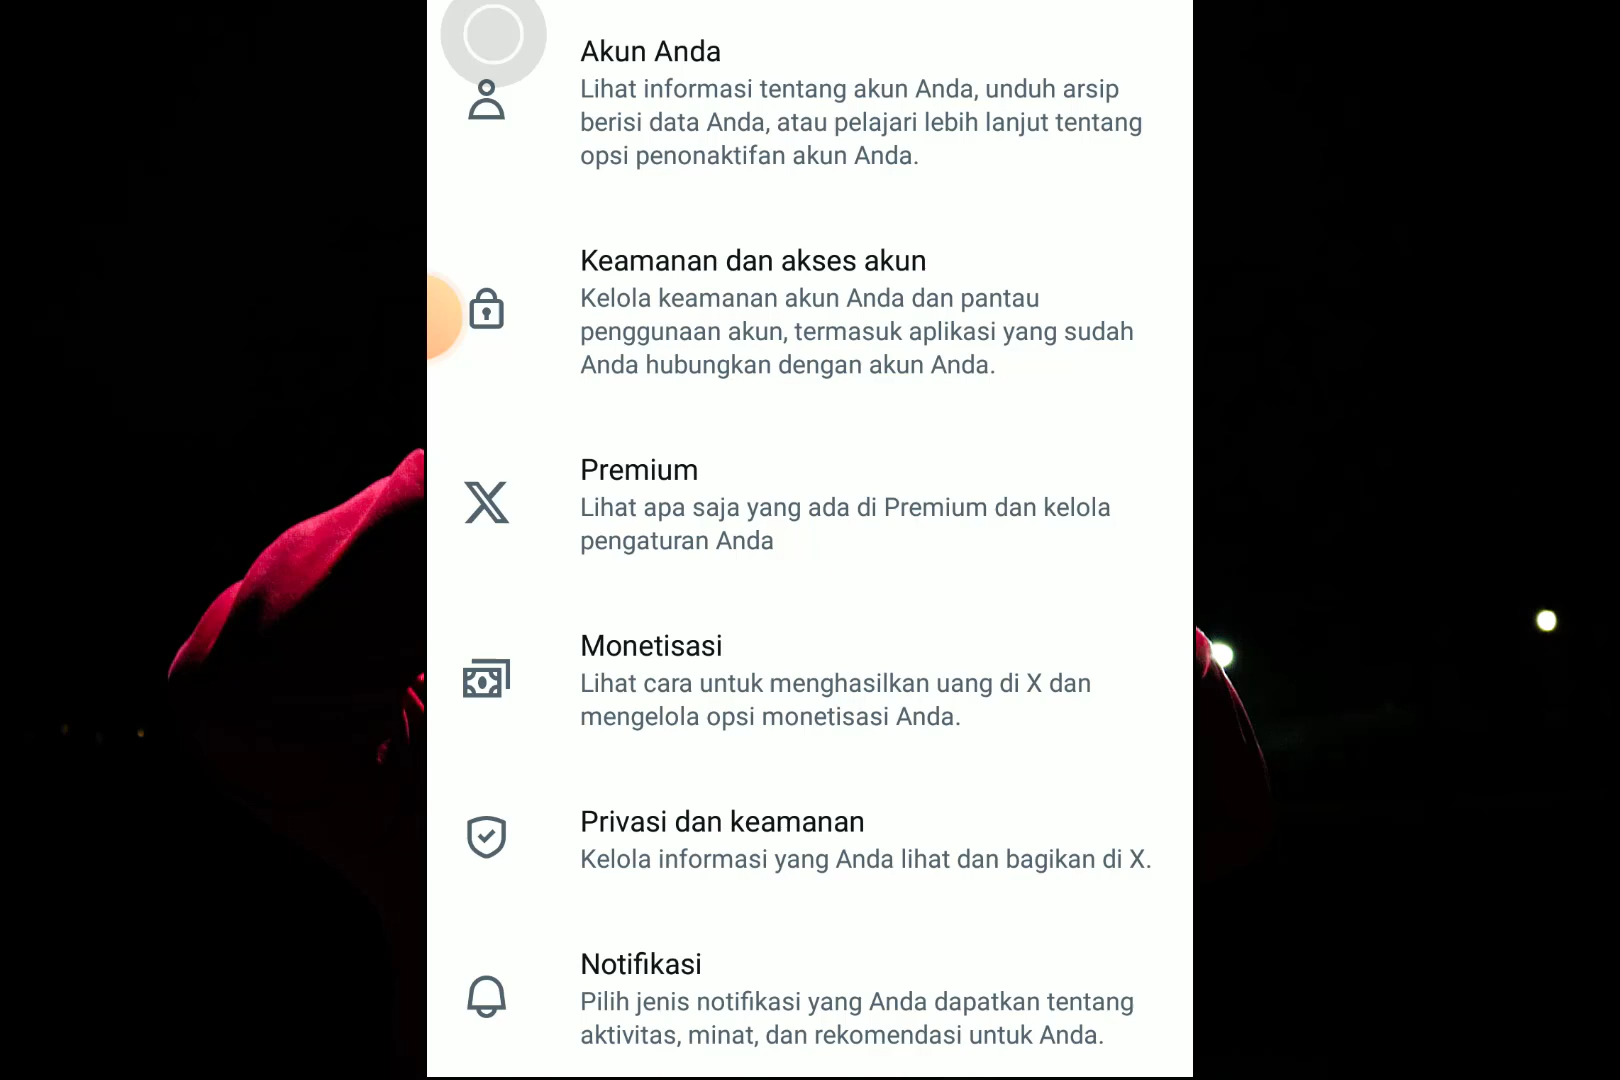 Akun Anda
Lihat informasi tentang akun Anda, unduh arsip
berisi data Anda, atau pelajari lebih lanjut tentang
opsi penonaktifan akun Anda.
Keamanan dan akses akun
Kelola keamanan akun Anda dan pantau
penggunaan akun, termasuk aplikasi yang sudah
Anda hubungkan dengan akun Anda.
Premium
Lihat apa saja yang ada di Premium dan kelola
pengaturan Anda
Monetisasi
Lihat cara untuk menghasilkan uang di X dan
mengelola opsi monetisasi Anda.
Privasi dan keamanan
Kelola informasi yang Anda lihat dan bagikan di X.
Notifikasi
Pilih jenis notifikasi yang Anda dapatkan tentang
aktivitas, minat, dan rekomendasi untuk Anda.